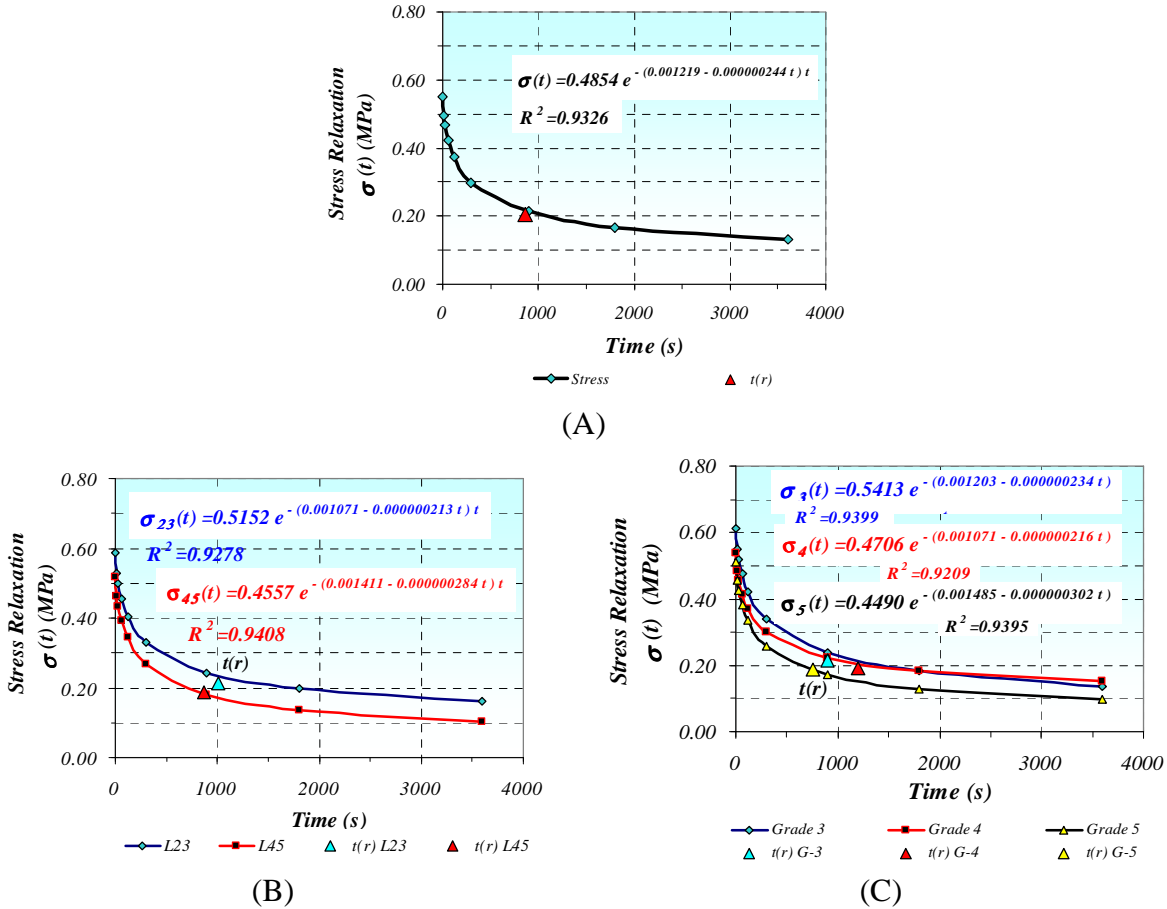 0.80
0.60
0.40
0.20
0.00
Stress Relaxation
σ (t) (MPa)
σ(t) =0.4854 e - (0.001219 - 0.000000244 t ) t
R 2 =0.9326
0 1000 2000 3000 4000
Time (s)
Stress t(r)
(A)
0.80
0.60
0.40
0.20
0.00
Stress Relaxation
σ (t) (MPa)
σ23(t) =0.5152 e - (0.001071 - 0.000000213 t ) t
R 2 =0.9278
σ45(t) =0.4557 e - (0.001411 - 0.000000284 t ) t
R 2 =0.9408
t(r)
0 1000 2000 3000 4000
Time (s)
L23 L45 t(r) L23 t(r) L45
(B)
0.80
0.60
0.40
0.20
0.00
Stress Relaxation
σ (t) (MPa)
σ3(t) =0.5413 e - (0.001203 - 0.000000234 t )
R 2 =0.9399
σ4(t) =0.4706 e - (0.001071 - 0.000000216 t )
R 2 =0.9209
σ5(t) =0.4490 e - (0.001485 - 0.000000302 t )
R 2 =0.9395
t(r)
0 1000 2000 3000 4000
Time (s)
Grade 3 Grade 4 Grade 5
t(r) G-3 t(r) G-4 t(r) G-5
(C)